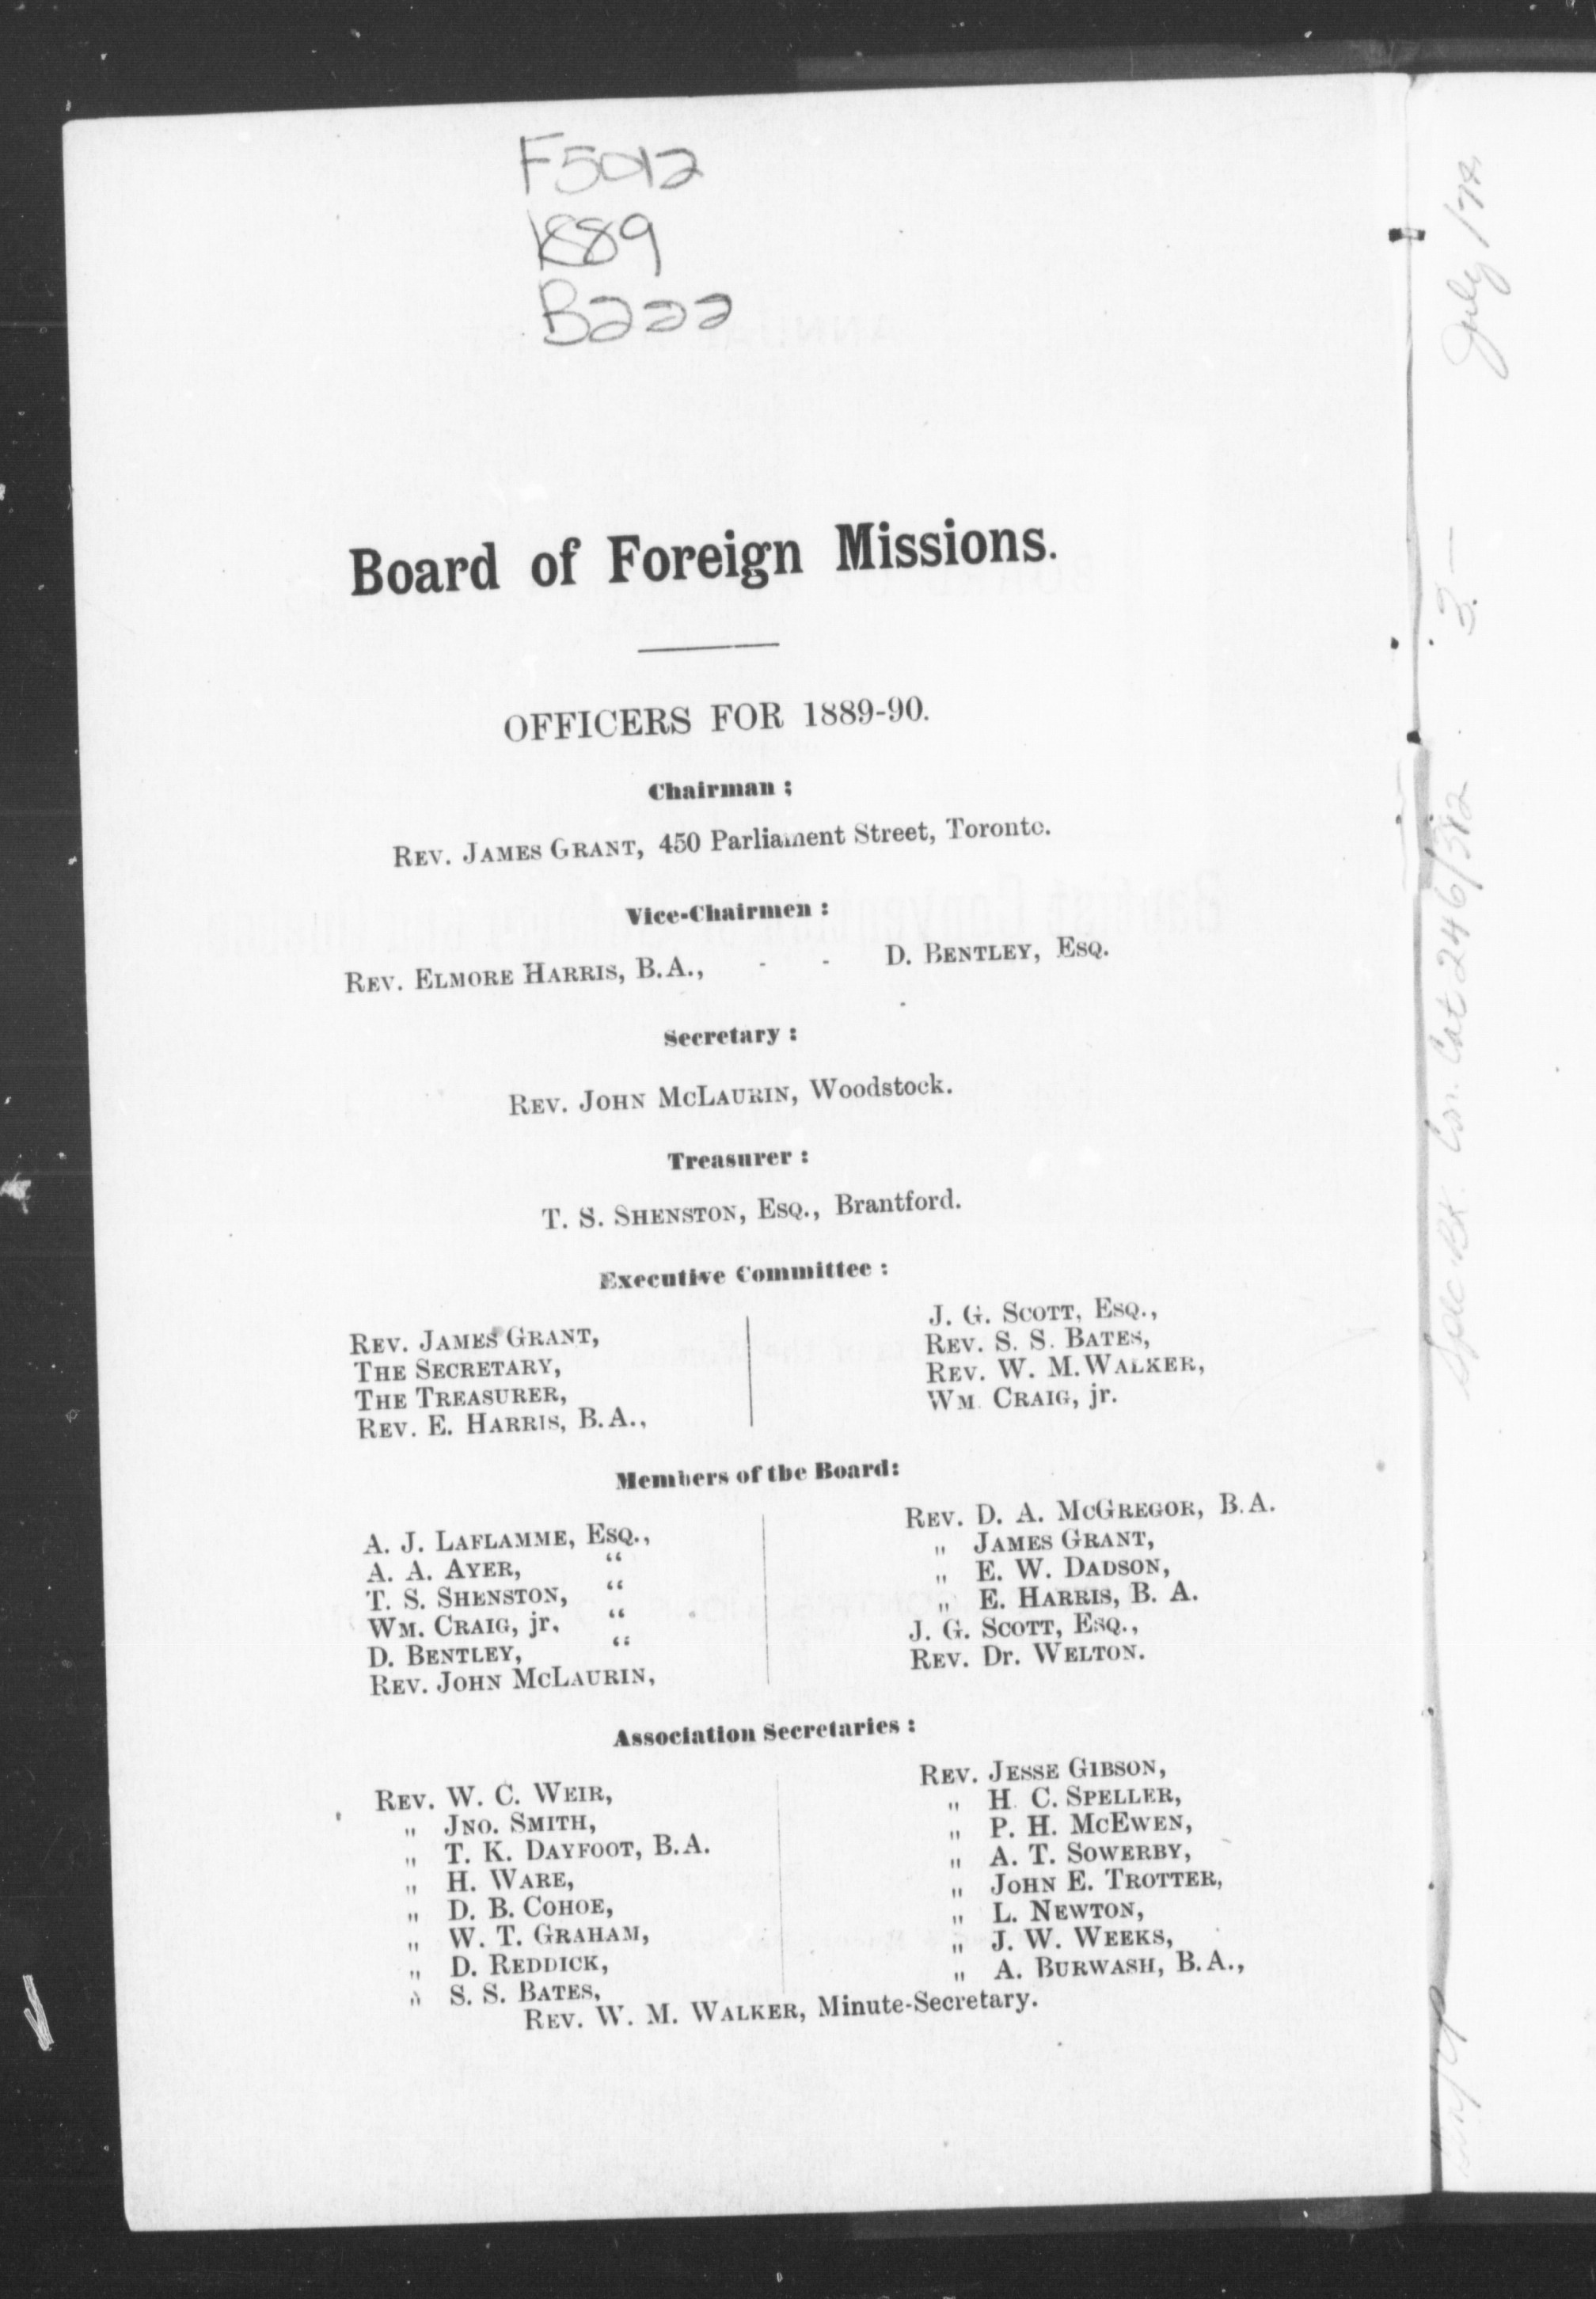 F5012
1889
B222
Board of Foreign Missions.
OFFICERS FOR 1889-90.
Chairman ;
REV. JAMES GRANT, 450 Parliament Street, Toronto.
Vice-Chairmen :
REV. ELMORE HARRIS, B.A., - - D. BENTLEY, ESQ.
Secretary :
REV. JOHN MCLAURIN, Woodstock.
Treasurer :
T. S. SHENSTON, ESQ., Brantford.
Executive Committee :
REV. JAMES GRANT,
THE SECRETARY,
THE TREASURER,
REV. E. HARRIS, B.A.,
J. G. SCOTT, ESQ.,
REV. S. S. BATES,
REV. W. M. WALKER,
WM. CRAIG, jr.
Members of the Board:
A. J. LAFLAMME, ESQ.,
A. A. AYER, “
T. S. SHENSTON, “
WM. CRAIG, jr. “
D. BENTLEY, “
REV. JOHN MCLAURIN,
REV. D. A. MCGREGOR, B.A.
„ JAMES GRANT,
„ E. W. DADSON,
„ E. HARRIS, B. A.
J. G. SCOTT, ESQ.,
REV. Dr. WELTON.
Association Secretaries :
REV. W. C. WEIR,
„ JNO. SMITH,
„ T. K. DAYFOOT, B.A.
„ H. WARE,
„ D. B. COHOE,
„ W. T. GRAHAM,
„ D. REDDICK,
„ S. S. BATES,
REV. JESSE GIBSON,
„ H. C. SPELLER,
„ P. H. MCEWEN,
„ A. T. SOWERBY,
„ JOHN E. TROTTER,
„ L. NEWTON,
„ J. W. WEEKS,
„ A. BURWASH, B.A.,
REV. W. M. WALKER, Minute-Secretary.
Cat 246/382
3.—
July